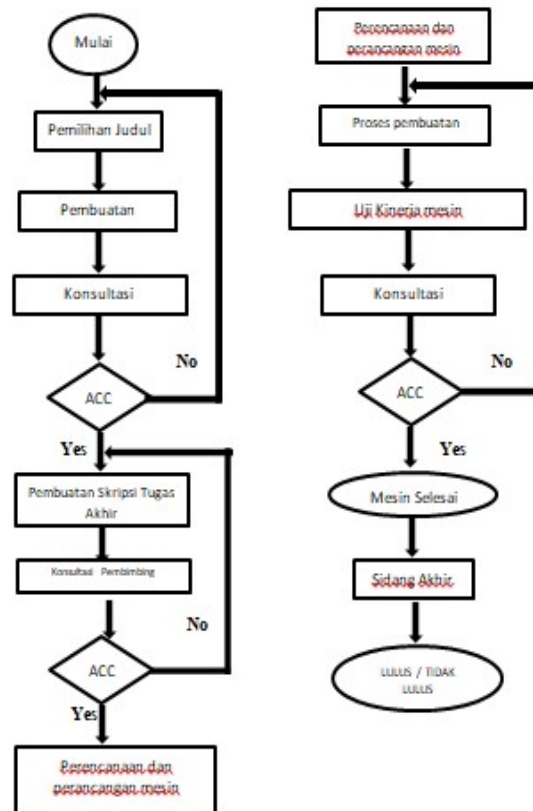 Mulai
Pemilihan Judul
Pembuatan
Konsultasi
No
ACC
Yes
Pembuatan Skripsi Tugas
Akhir
Konsultasi Pembimbing
No
ACC
Yes
Perencanaan dan
perancangan mesin
Perencanaan dan
perancangan mesin
Proses pembuatan
Uji Kinerja mesin
Konsultasi
No
ACC
Yes
Mesin Selesai
Sidang Akhir
LULUS / TIDAK
LULUS